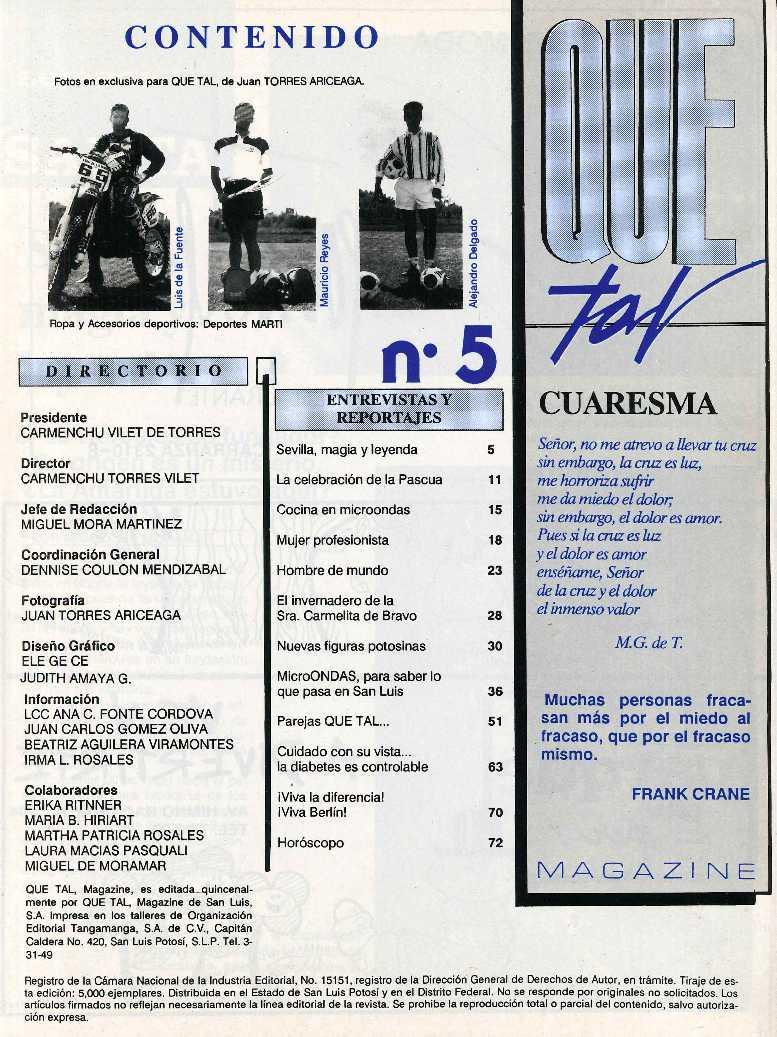 CONTENIDO
Fotos en exclusiva para QUE TAL, de Juan TORRES ARICEAGA.
66
Luis de la Fuente
Mauricio Reyes
Alejandro Delgado
Ropa y Accesorios deportivos: Deportes MARTI
n° 5
DIRECTORIO
Presidente
CARMENCHU VILET DE TORRES
Director
CARMENCHU TORRES VILET
Jefe de Redacción
MIGUEL MORA MARTINEZ
Coordinación General
DENNISE COULON MENDIZABAL
Fotografía
JUAN TORRES ARICEAGA
Diseño Gráfico
ELE GE CE
JUDITH AMAYA G.
Información
LCC ANA C. FONTE CORDOVA
JUAN CARLOS GOMEZ OLIVA
BEATRIZ AGUILERA VIRAMONTES
IRMA L. ROSALES
Colaboradores
ERIKA RITNNER
MARIA B. HIRIART
MARTHA PATRICIA ROSALES
LAURA MACIAS PASQUALI
MIGUEL DE MORAMAR
QUE TAL, Magazine, es editada quincenal-
mente por QUE TAL, Magazine de San Luis,
S.A. Impresa en los talleres de Organización
Editorial Tangamanga, S.A. de C.V., Capitán
Caldera No. 420, San Luis Potosí, S.L.P. Tel. 3-
31-49
ENTREVISTAS Y
REPORTAJES
Sevilla, magia y leyenda 5
La celebración de la Pascua 11
Cocina en microondas 15
Mujer profesionista 18
Hombre de mundo 23
El invernadero de la
Sra. Carmelita de Bravo 28
Nuevas figuras potosinas 30
MicroONDAS, para saber lo
que pasa en San Luis 36
Parejas QUE TAL... 51
Cuidado con su vista...
la diabetes es controlable 63
¡Viva la diferencia!
¡Viva Berlín! 70
Horóscopo 72
QUE
tal
CUARESMA
Señor, no me atrevo a llevar tu cruz
sin embargo, la cruz es luz,
me horroriza sufrir
me da miedo el dolor;
sin embargo, el dolor es amor.
Pues si la cruz es luz
y el dolor es amor
enséñame, Señor
de la cruz y el dolor
el inmenso valor
M.G. de T.
Muchas personas fraca-
san más por el miedo al
fracaso, que por el fracaso
mismo.
FRANK CRANE
MAGAZINE
Registro de la Cámara Nacional de la Industria Editorial, No. 15151, registro de la Dirección General de Derechos de Autor, en trámite. Tiraje de es-
ta edición: 5,000 ejemplares. Distribuida en el Estado de San Luis Potosí y en el Distrito Federal. No se responde por originales no solicitados. Los
artículos firmados no reflejan necesariamente la línea editorial de la revista. Se prohibe la reproducción total o parcial del contenido, salvo autoriza-
ción expresa.